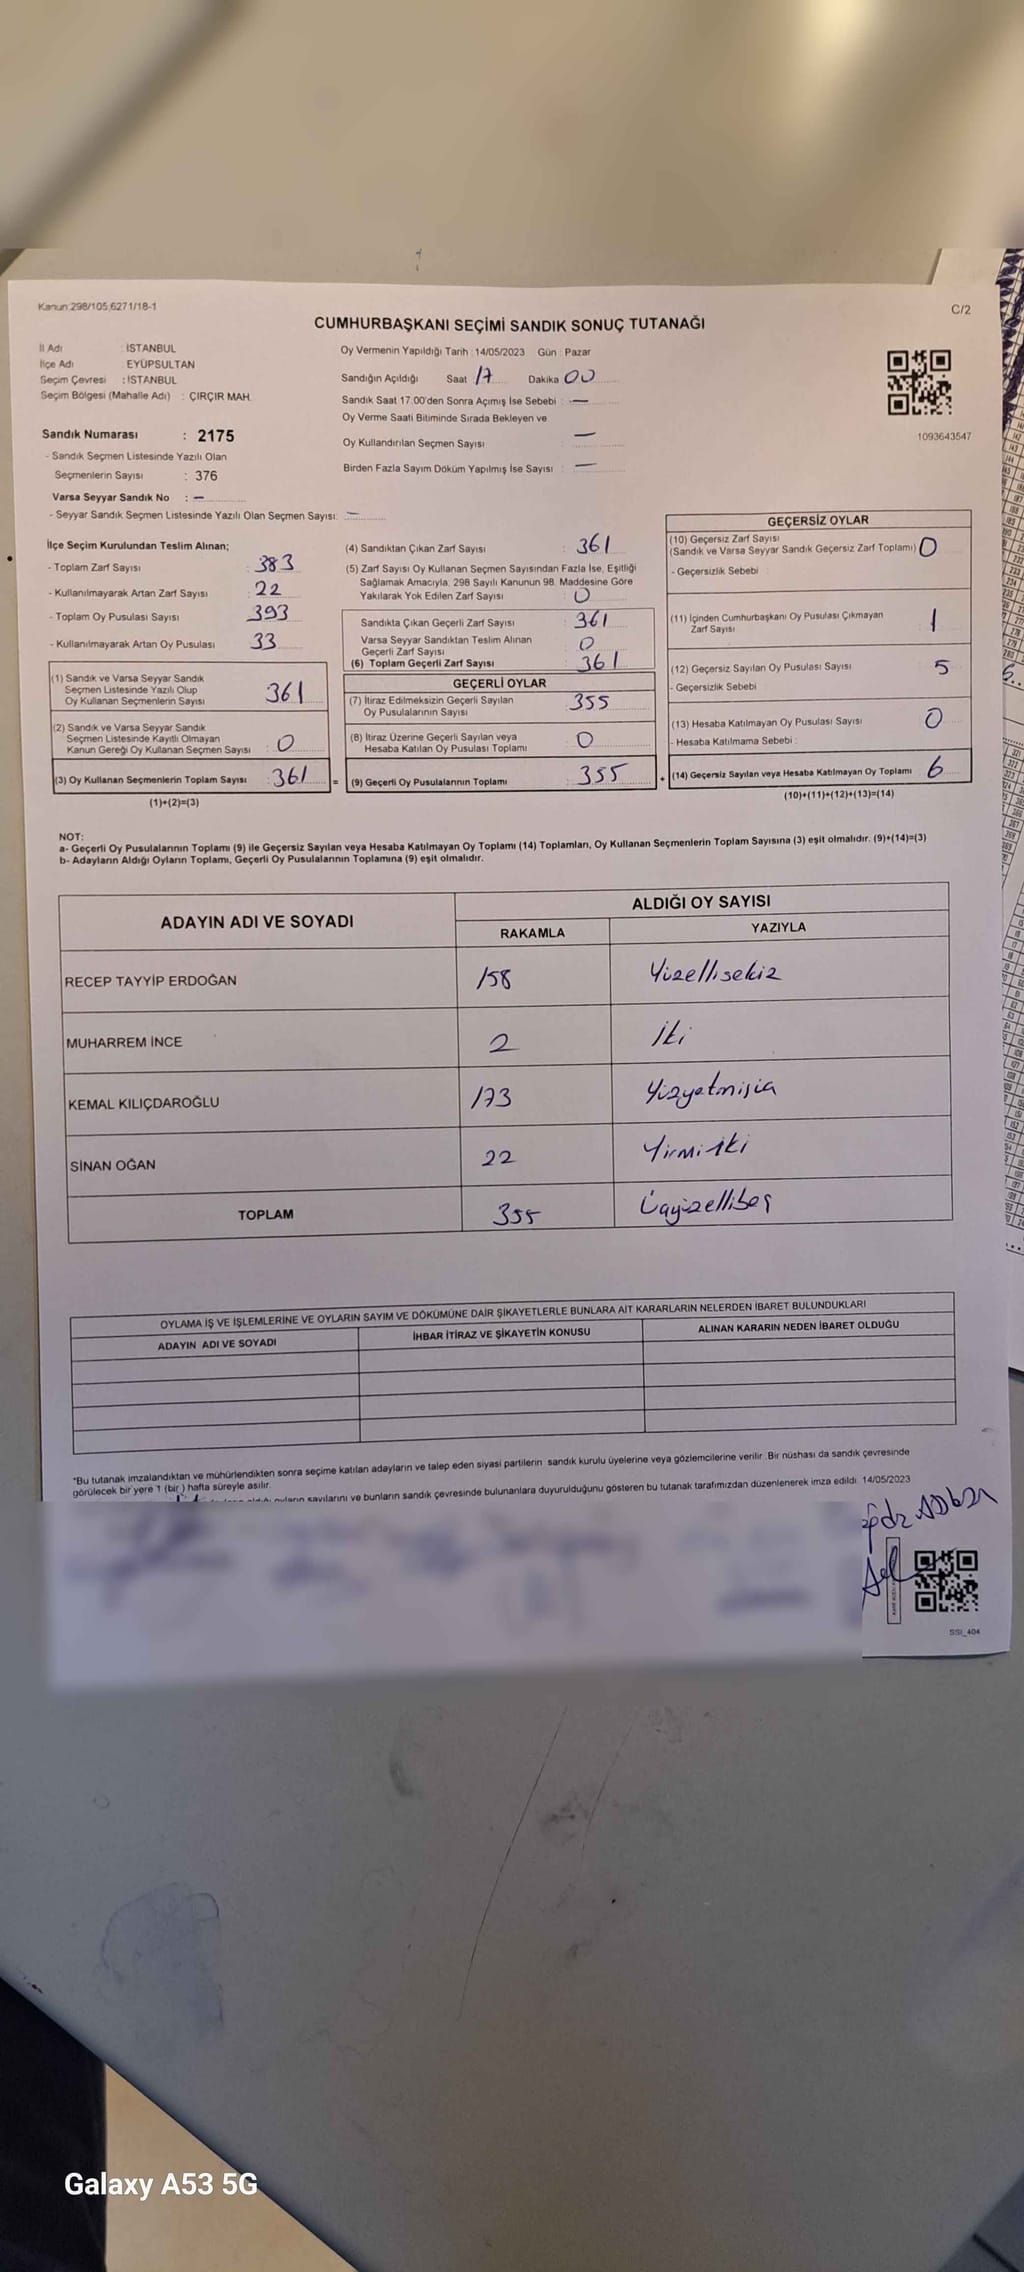 Kanun:298/105,6271/18-1
C/2
CUMHURBAŞKANI SEÇİMİ SANDIK SONUÇ TUTANAĞI
İl Adı : İSTANBUL
İlçe Adı : EYÜPSULTAN
Seçim Çevresi : İSTANBUL
Seçim Bölgesi (Mahalle Adı) : ÇIRÇIR MAH.
Sandık Numarası : 2175
- Sandık Seçmen Listesinde Yazılı Olan
Seçmenlerin Sayısı : 376
Varsa Seyyar Sandık No : –
- Seyyar Sandık Seçmen Listesinde Yazılı Olan Seçmen Sayısı: –
Oy Vermenin Yapıldığı Tarih : 14/05/2023 Gün : Pazar
Sandığın Açıldığı Saat 17 Dakika 00
Sandık Saat 17.00'den Sonra Açımış İse Sebebi : —
Oy Verme Saati Bitiminde Sırada Bekleyen ve
Oy Kullandırılan Seçmen Sayısı : —
Birden Fazla Sayım Döküm Yapılmış İse Sayısı : —
1093643547
İlçe Seçim Kurulundan Teslim Alınan;
- Toplam Zarf Sayısı : 383
- Kullanılmayarak Artan Zarf Sayısı : 22
- Toplam Oy Pusulası Sayısı : 393
- Kullanılmayarak Artan Oy Pusulası : 33
(1) Sandık ve Varsa Seyyar Sandık
Seçmen Listesinde Yazılı Olup
Oy Kullanan Seçmenlerin Sayısı : 361
(2) Sandık ve Varsa Seyyar Sandık
Seçmen Listesinde Kayıtlı Olmayan
Kanun Gereği Oy Kullanan Seçmen Sayısı : 0
(3) Oy Kullanan Seçmenlerin Toplam Sayısı : 361 =
(1)+(2)=(3)
(4) Sandıktan Çıkan Zarf Sayısı : 361
(5) Zarf Sayısı Oy Kullanan Seçmen Sayısından Fazla İse, Eşitliği
Sağlamak Amacıyla; 298 Sayılı Kanunun 98. Maddesine Göre
Yakılarak Yok Edilen Zarf Sayısı : 0
Sandıkta Çıkan Geçerli Zarf Sayısı : 361
Varsa Seyyar Sandıktan Teslim Alınan
Geçerli Zarf Sayısı : 0
(6) Toplam Geçerli Zarf Sayısı : 361
GEÇERLİ OYLAR
(7) İtiraz Edilmeksizin Geçerli Sayılan
Oy Pusulalarının Sayısı : 355
(8) İtiraz Üzerine Geçerli Sayılan veya
Hesaba Katılan Oy Pusulası Toplamı : 0
(9) Geçerli Oy Pusulalarının Toplamı : 355 +
GEÇERSİZ OYLAR
(10) Geçersiz Zarf Sayısı
(Sandık ve Varsa Seyyar Sandık Geçersiz Zarf Toplamı) : 0
- Geçersizlik Sebebi :
(11) İçinden Cumhurbaşkanı Oy Pusulası Çıkmayan
Zarf Sayısı : 1
(12) Geçersiz Sayılan Oy Pusulası Sayısı : 5
- Geçersizlik Sebebi :
(13) Hesaba Katılmayan Oy Pusulası Sayısı : 0
- Hesaba Katılmama Sebebi :
(14) Geçersiz Sayılan veya Hesaba Katılmayan Oy Toplamı : 6
(10)+(11)+(12)+(13)=(14)
NOT:
a- Geçerli Oy Pusulalarının Toplamı (9) ile Geçersiz Sayılan veya Hesaba Katılmayan Oy Toplamı (14) Toplamları, Oy Kullanan Seçmenlerin Toplam Sayısına (3) eşit olmalıdır. (9)+(14)=(3)
b- Adayların Aldığı Oyların Toplamı, Geçerli Oy Pusulalarının Toplamına (9) eşit olmalıdır.
ADAYIN ADI VE SOYADI ALDIĞI OY SAYISI
RAKAMLA YAZIYLA
RECEP TAYYİP ERDOĞAN 158 Yüzellisekiz
MUHARREM İNCE 2 İki
KEMAL KILIÇDAROĞLU 173 Yüzyetmişüç
SİNAN OĞAN 22 Yirmiiki
TOPLAM 355 Üçyüzellibeş
OYLAMA İŞ VE İŞLEMLERİNE VE OYLARIN SAYIM VE DÖKÜMÜNE DAİR ŞİKAYETLERLE BUNLARA AİT KARARLARIN NELERDEN İBARET BULUNDUKLARI
ADAYIN ADI VE SOYADI İHBAR İTİRAZ VE ŞİKAYETİN KONUSU ALINAN KARARIN NEDEN İBARET OLDUĞU
*Bu tutanak imzalandıktan ve mühürlendikten sonra seçime katılan adayların ve talep eden siyasi partilerin sandık kurulu üyelerine veya gözlemcilerine verilir. Bir nüshası da sandık çevresinde
görülecek bir yere 1 (bir) hafta süreyle asılır.
oyların sayılarını ve bunların sandık çevresinde bulunanlara duyurulduğunu gösteren bu tutanak tarafımızdan düzenlenerek imza edildi. 14/05/2023
SSI_404
Galaxy A53 5G